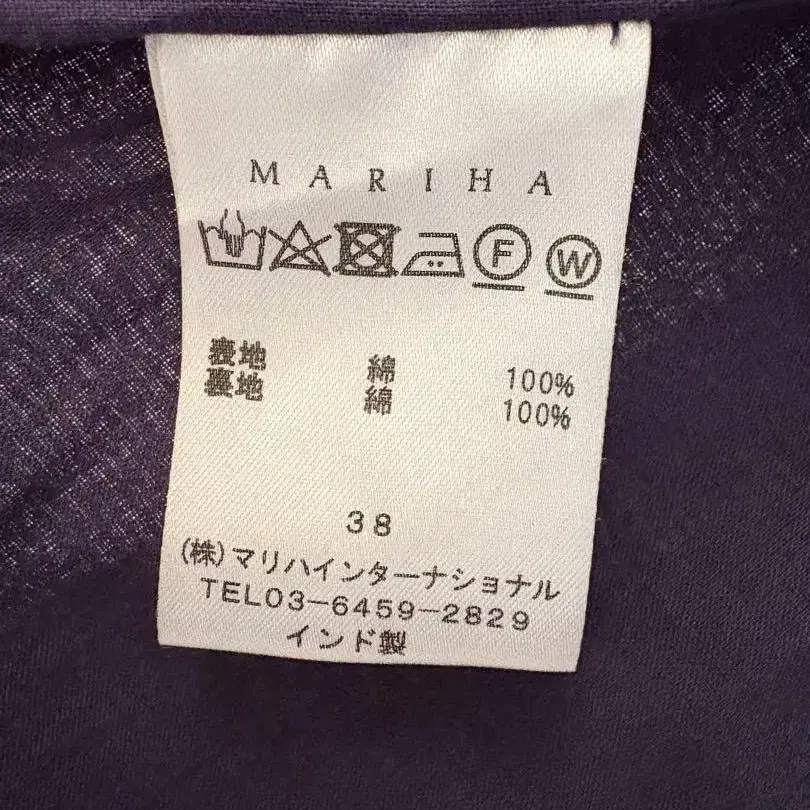 MARIHA
F W
表地 綿 100%
裏地 綿 100%
38
(株)マリハインターナショナル
TEL03-6459-2829
インド製